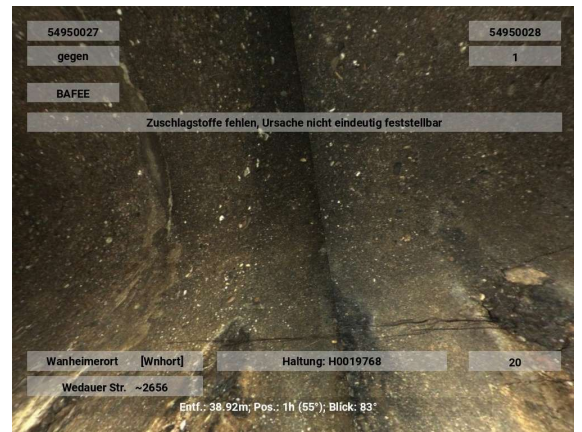 54950027 54950028
gegen 1
BAFEE
Zuschlagstoffe fehlen, Ursache nicht eindeutig feststellbar
Wanheimerort [Wnhort] Haltung: H0019768 20
Wedauer Str. ~2656
Entf.: 38.92m; Pos.: 1h (55°); Blick: 83°